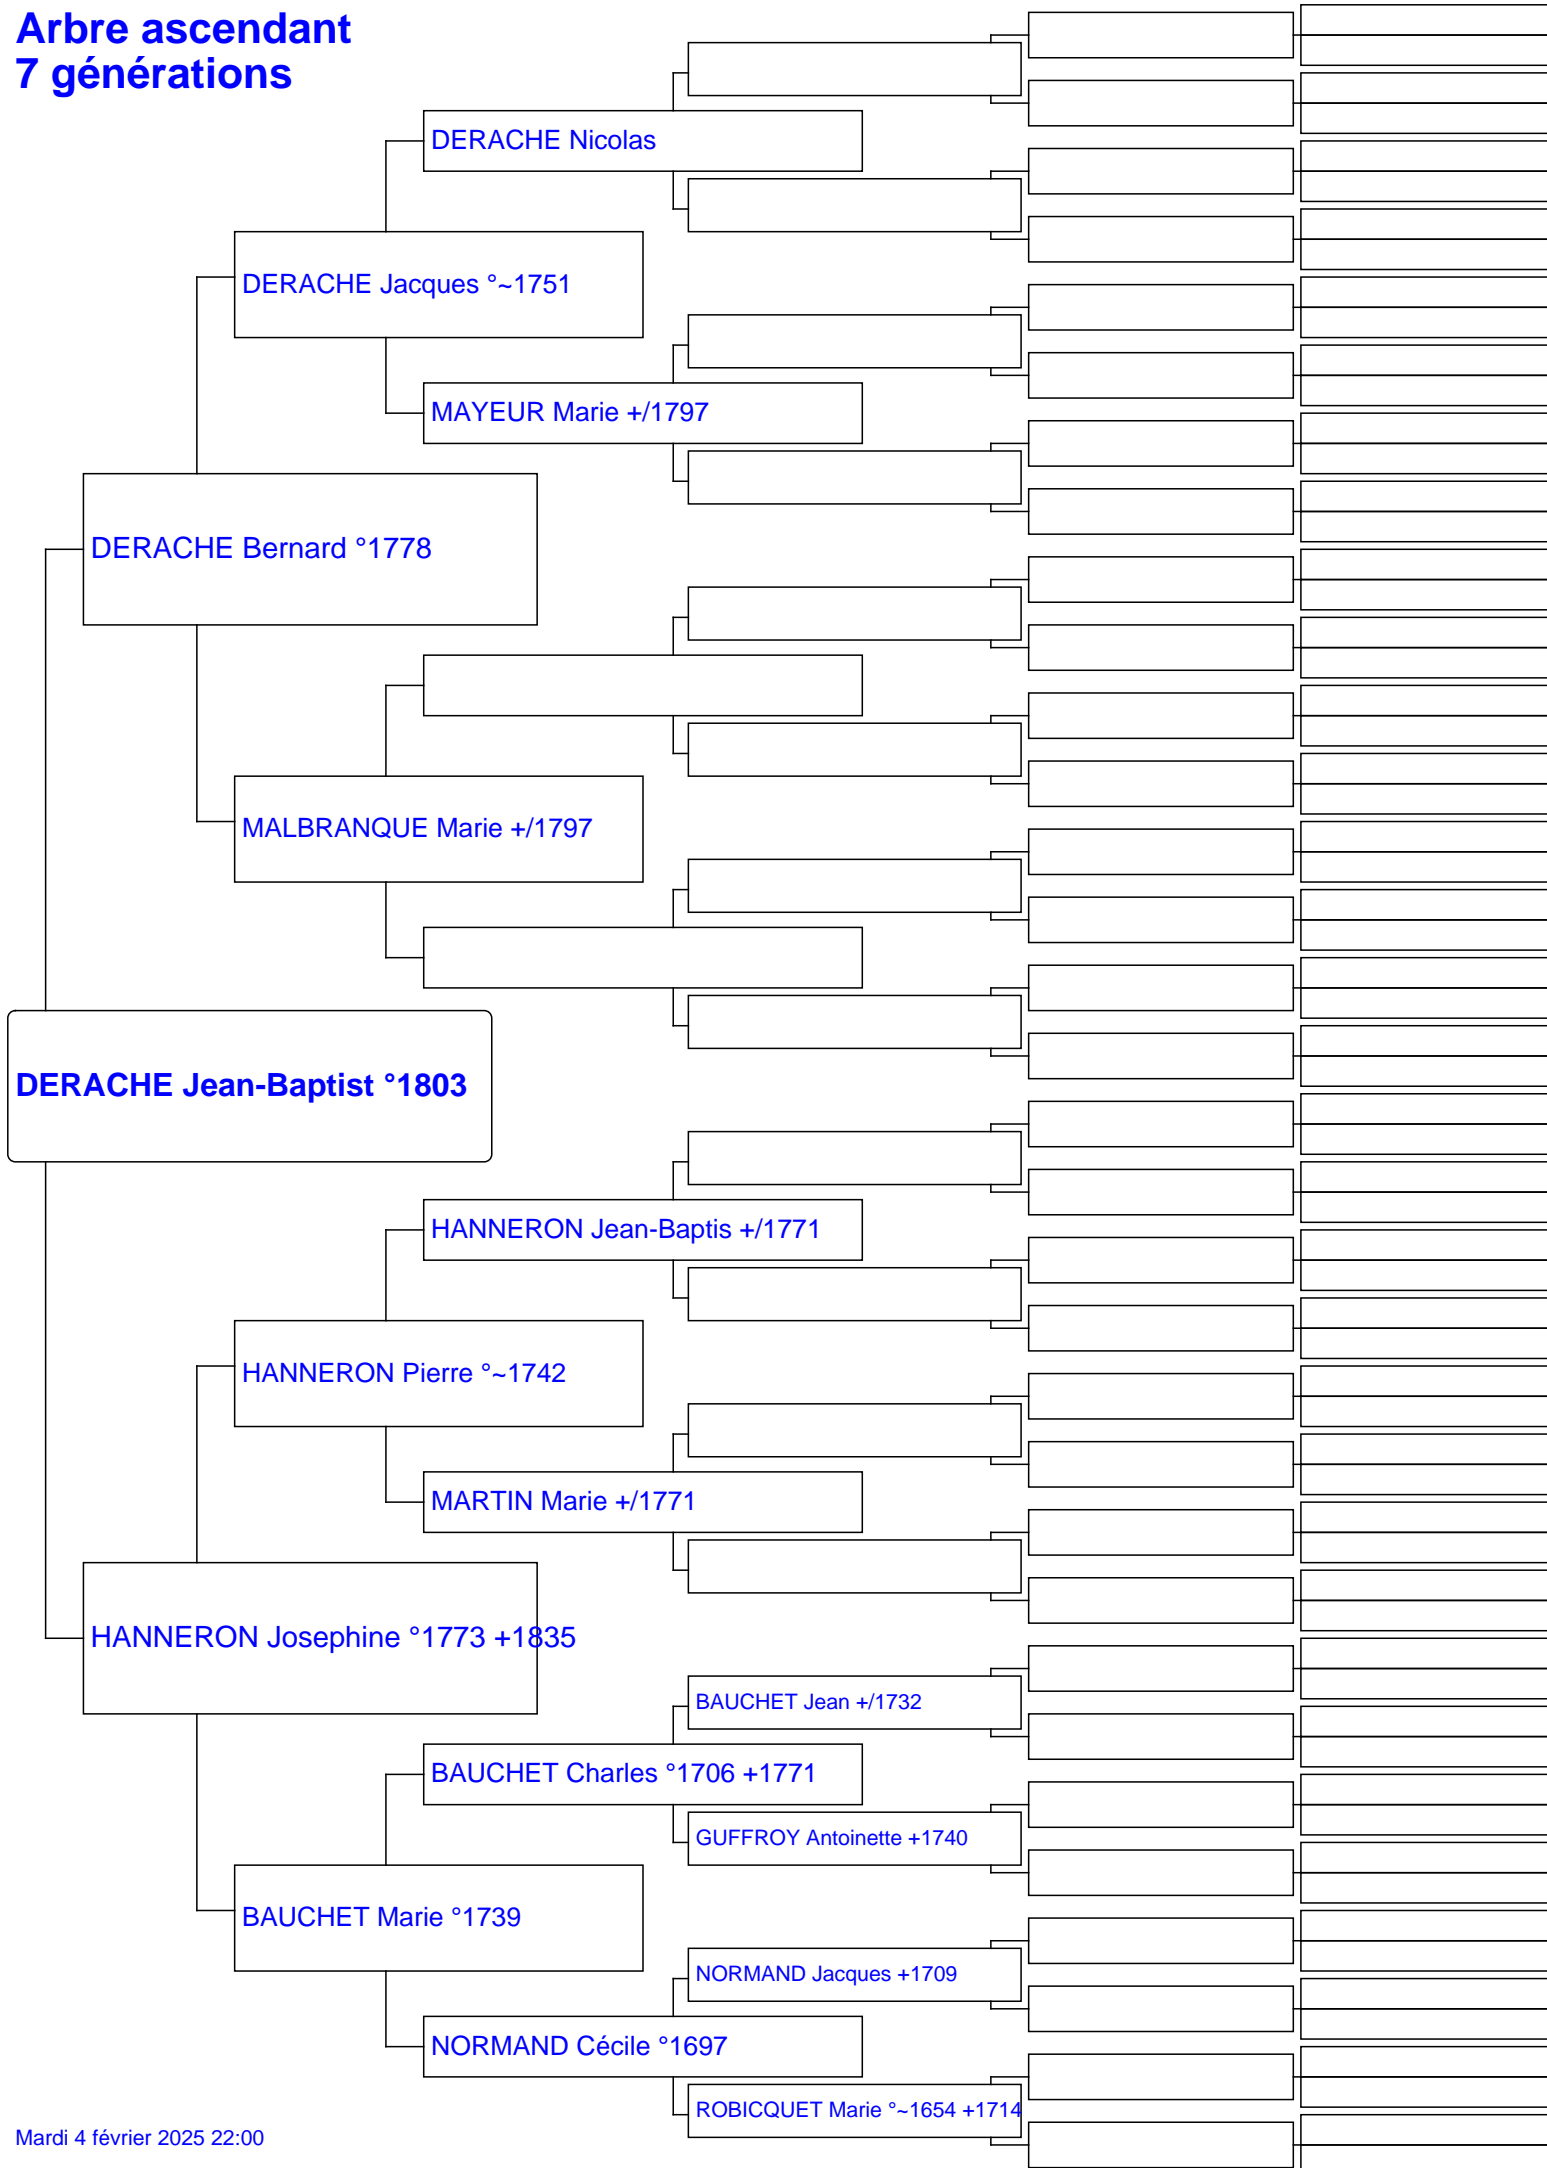 Arbre ascendant
7 générations
DERACHE Nicolas
DERACHE Jacques °~1751
MAYEUR Marie +/1797
DERACHE Bernard °1778
MALBRANQUE Marie +/1797
DERACHE Jean-Baptist °1803
HANNERON Jean-Baptis +/1771
HANNERON Pierre °~1742
MARTIN Marie +/1771
HANNERON Josephine °1773 +1835
BAUCHET Jean +/1732
BAUCHET Charles °1706 +1771
GUFFROY Antoinette +1740
BAUCHET Marie °1739
NORMAND Jacques +1709
NORMAND Cécile °1697
ROBICQUET Marie °~1654 +1714
Mardi 4 février 2025 22:00